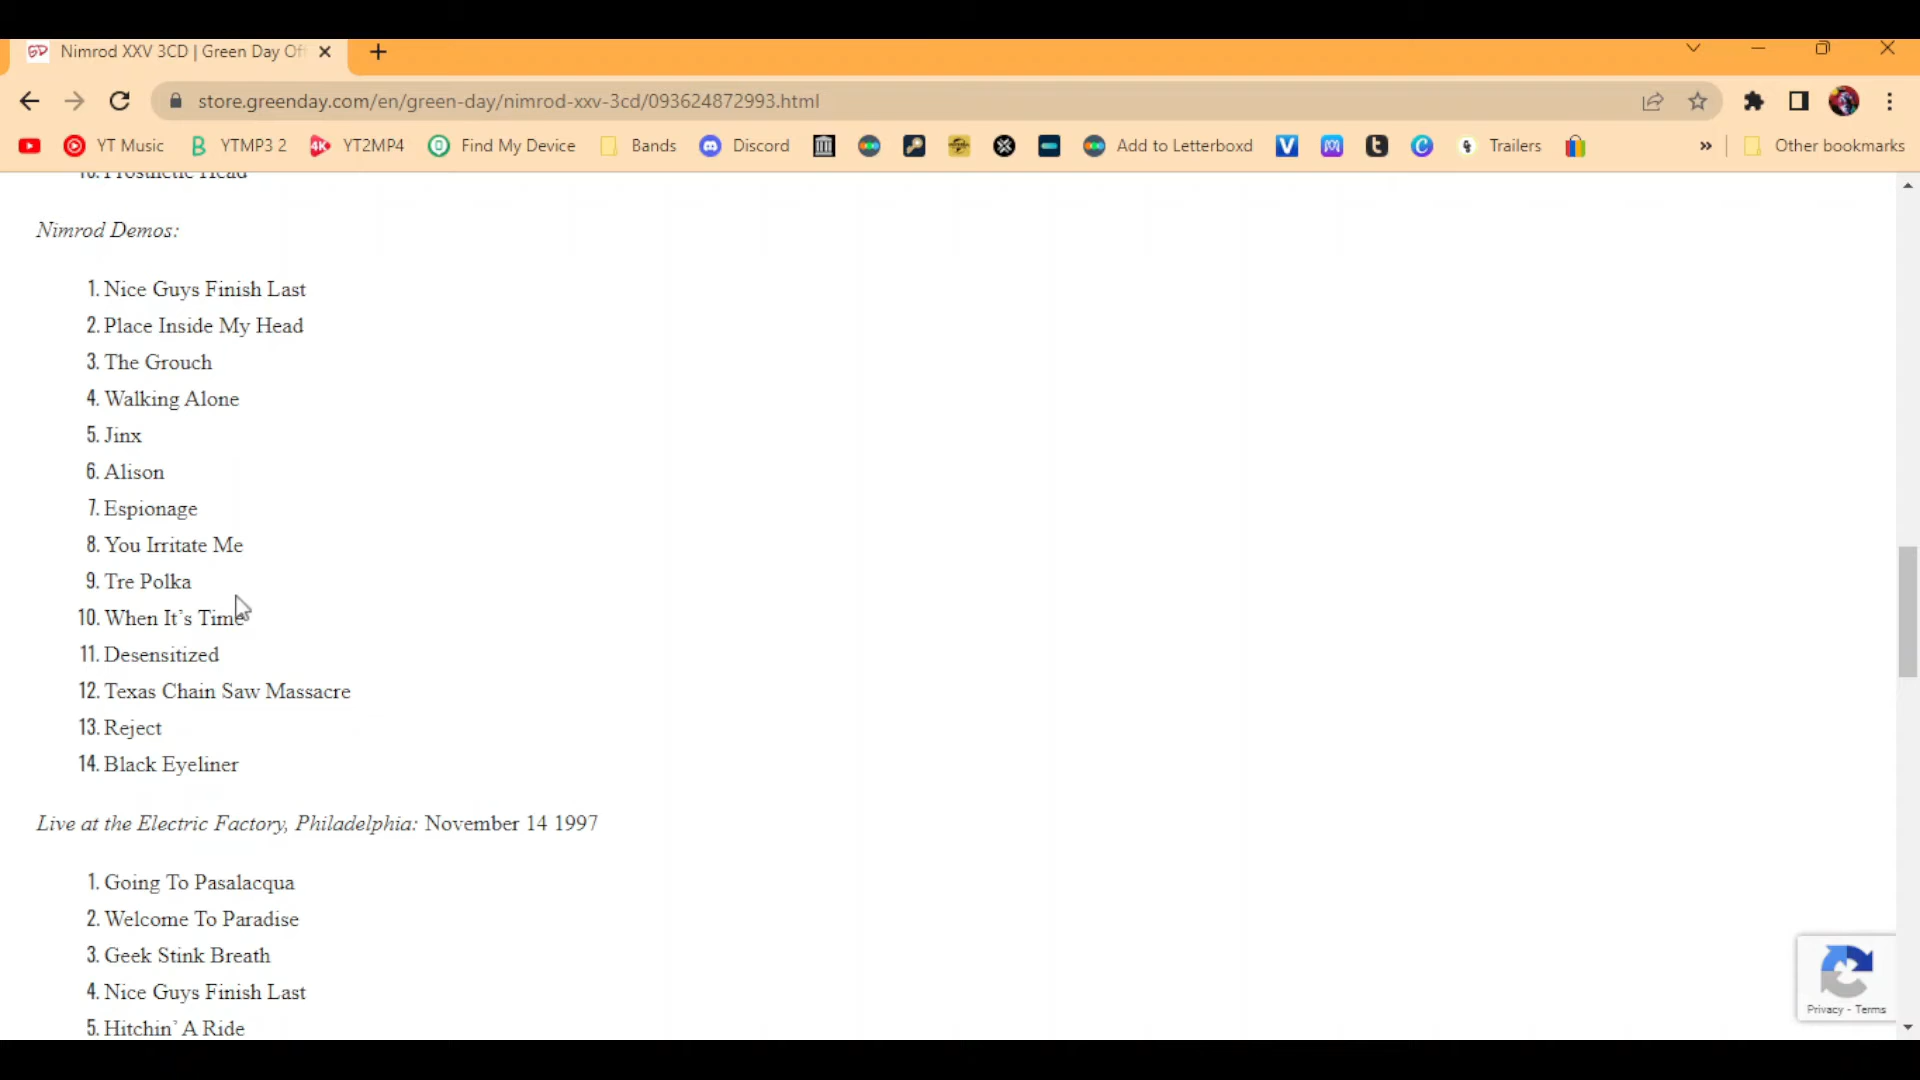 Nimrod XXV 3CD | Green Day Of
store.greenday.com/en/green-day/nimrod-xxv-3cd/093624872993.html
YT Music YTMP3 2 YT2MP4 Find My Device Bands Discord Add to Letterboxd Trailers » Other bookmarks
18. Prosthetic Head
Nimrod Demos:
1. Nice Guys Finish Last
2. Place Inside My Head
3. The Grouch
4. Walking Alone
5. Jinx
6. Alison
7. Espionage
8. You Irritate Me
9. Tre Polka
10. When It’s Time
11. Desensitized
12. Texas Chain Saw Massacre
13. Reject
14. Black Eyeliner
Live at the Electric Factory, Philadelphia: November 14 1997
1. Going To Pasalacqua
2. Welcome To Paradise
3. Geek Stink Breath
4. Nice Guys Finish Last
5. Hitchin’ A Ride
Privacy - Terms